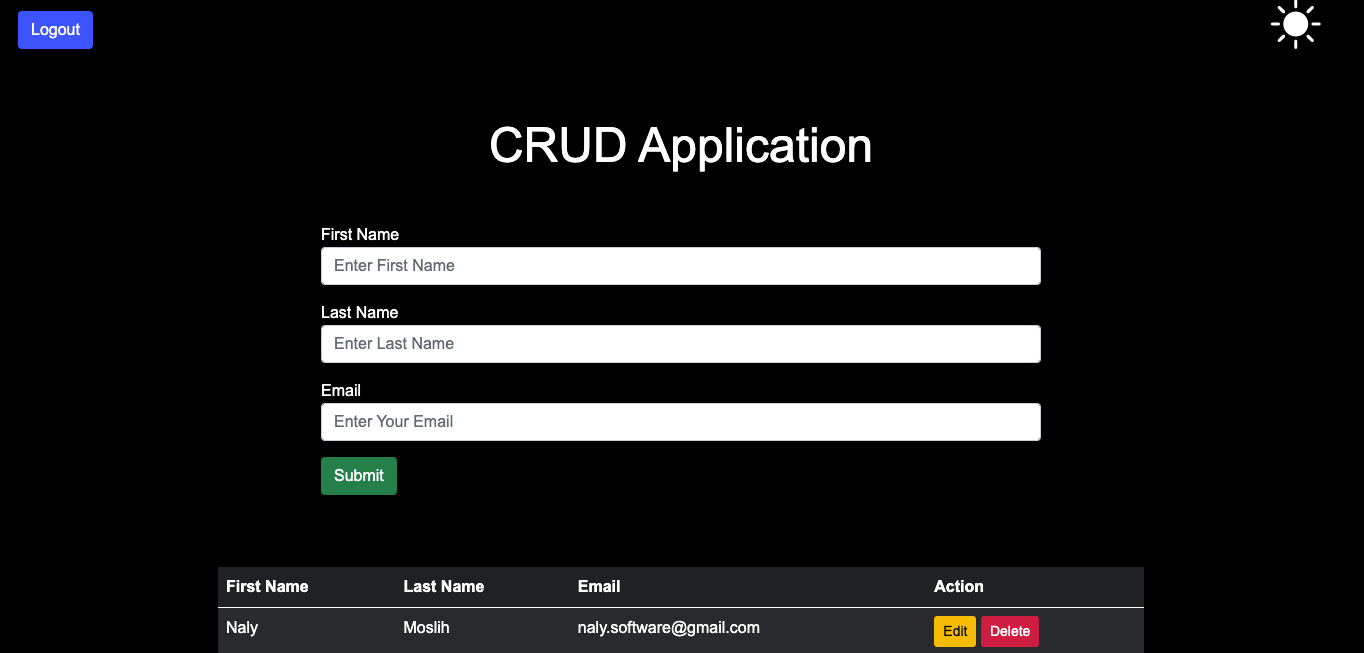 Logout
CRUD Application
First Name
Enter First Name
Last Name
Enter Last Name
Email
Enter Your Email
Submit
First Name Last Name Email Action
Naly Moslih naly.software@gmail.com Edit Delete